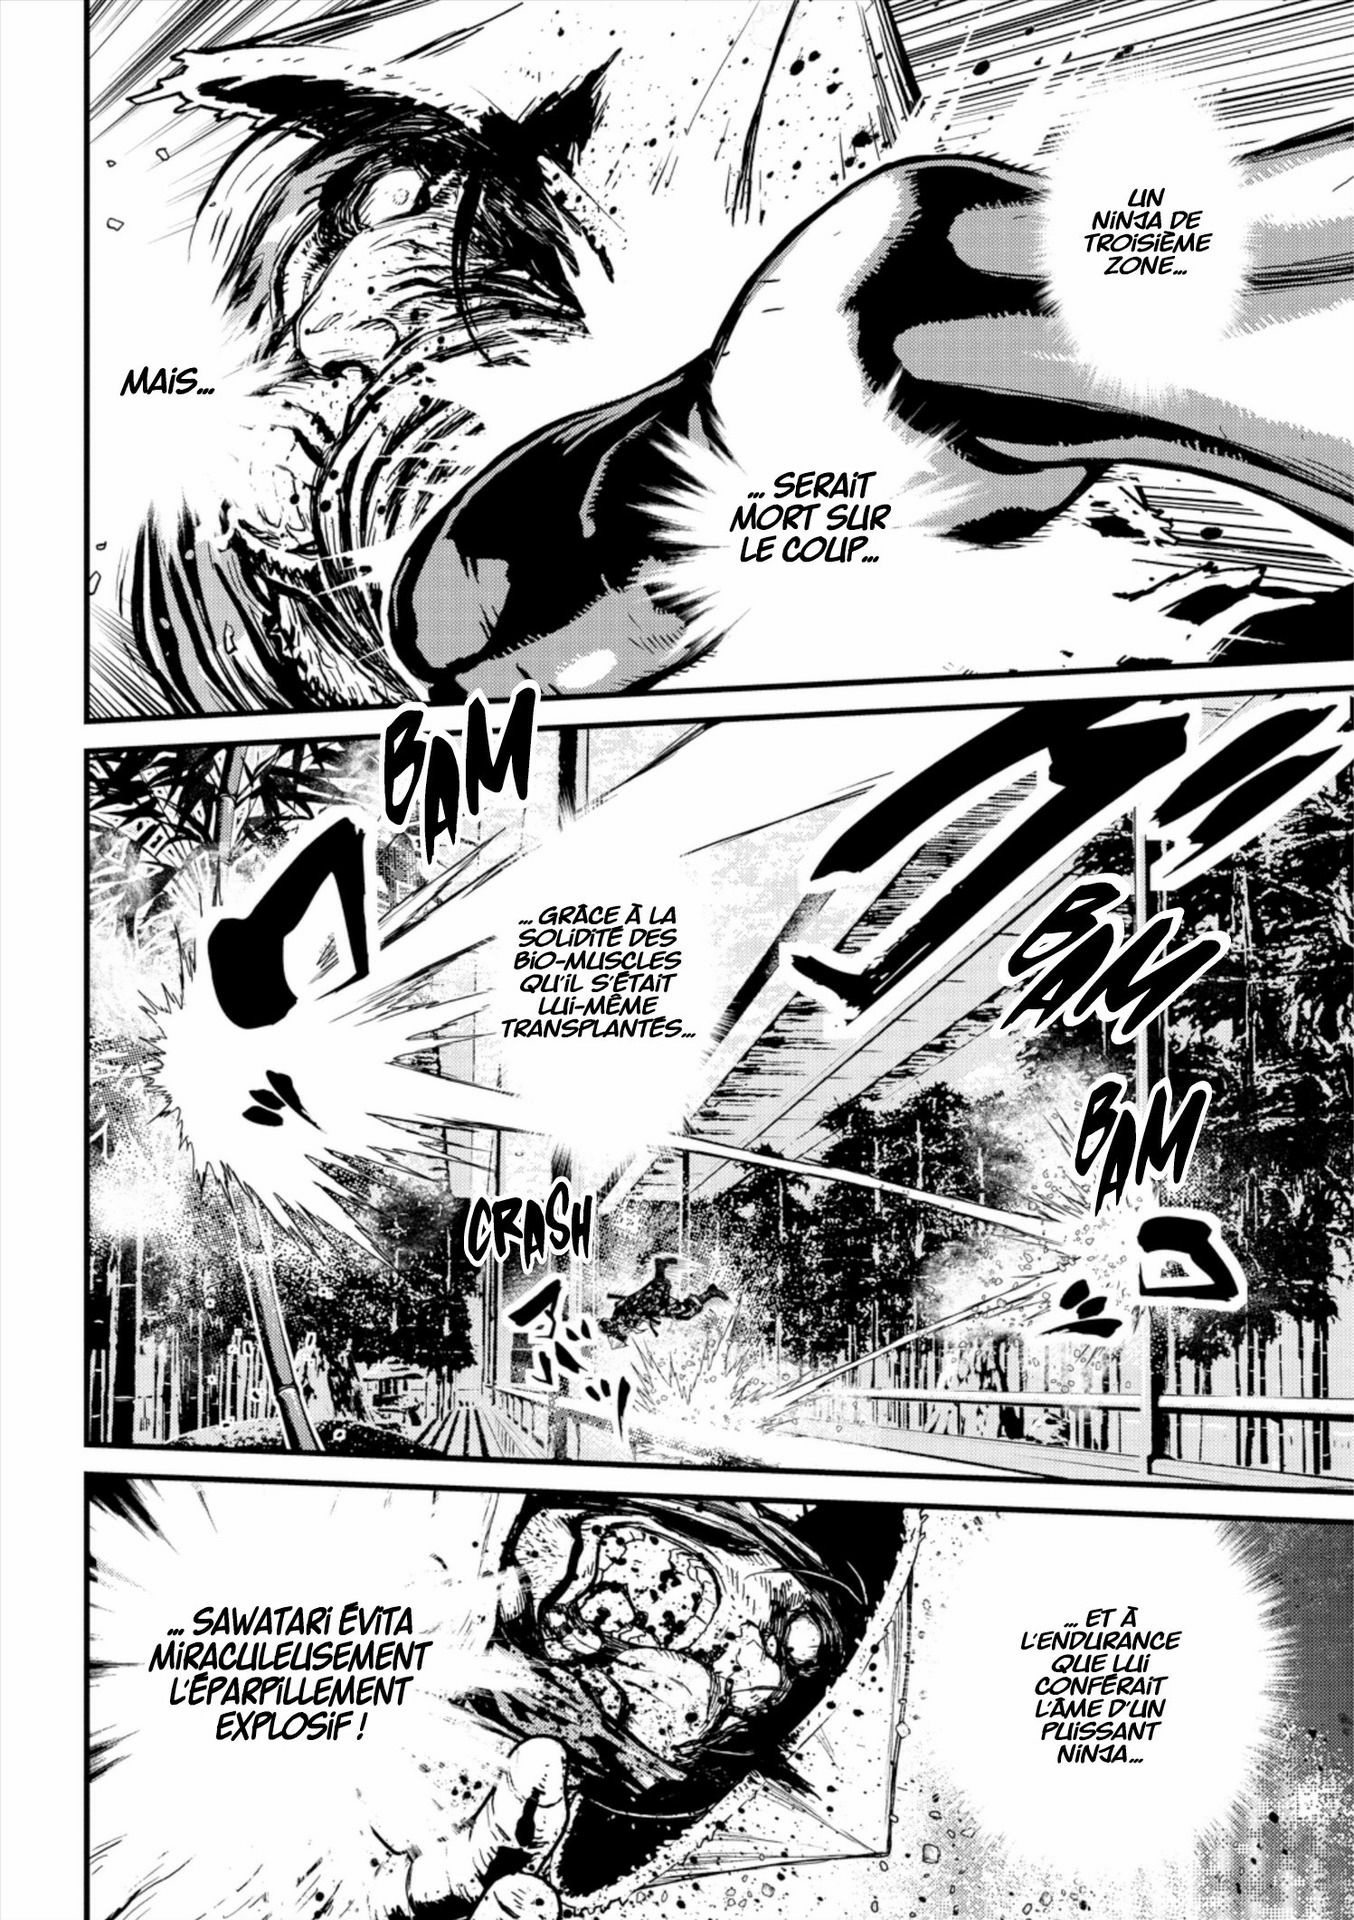 UN
NINJA DE
TROISIÈME
ZONE...
... SERAIT
MORT SUR
LE COUP...
MAIS...
BAM
BAM
BAM
... GRÂCE À LA
SOLIDITÉ DES
BIO-MUSCLES
QU'IL S'ÉTAIT
LUI-MÊME
TRANSPLANTÉS...
CRASH
... ET À
L'ENDURANCE
QUE LUI
CONFÉRAIT
L'ÂME D'UN
PUISSANT
NINJA...
... SAWATARI ÉVITA
MIRACULEUSEMENT
L'ÉPARPILLEMENT
EXPLOSIF !